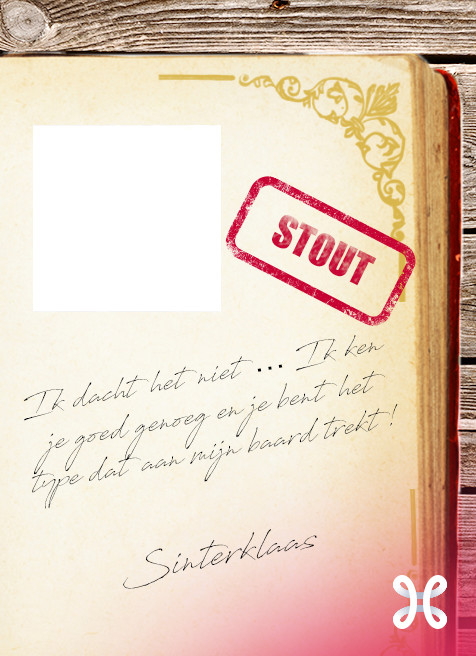 STOUT
Ik dacht het niet ... Ik ken
je goed genoeg en je bent het
type dat aan mijn baard trekt!
Sinterklaas